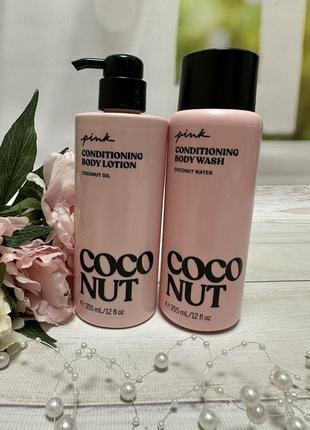 pink
CONDITIONING
BODY LOTION
COCONUT OIL
COCO
NUT
℮ 355 mL/12 fl oz
pink
CONDITIONING
BODY WASH
COCONUT WATER
COCO
NUT
℮ 355 mL/12 fl oz